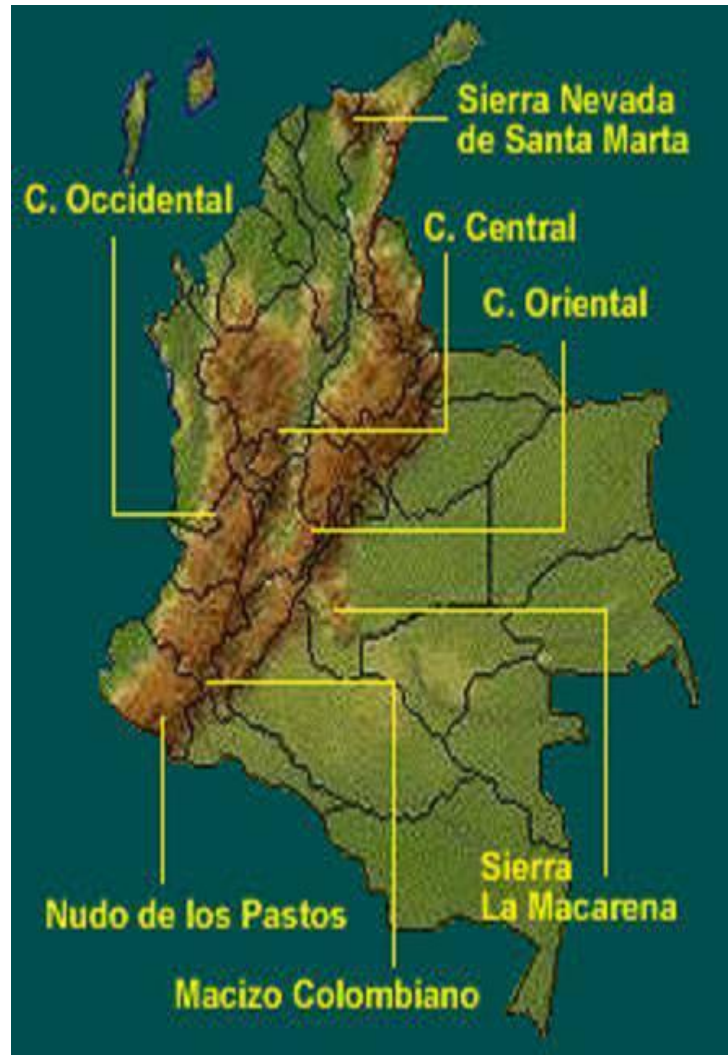 Sierra Nevada
de Santa Marta
C. Occidental
C. Central
C. Oriental
Sierra
La Macarena
Nudo de los Pastos
Macizo Colombiano